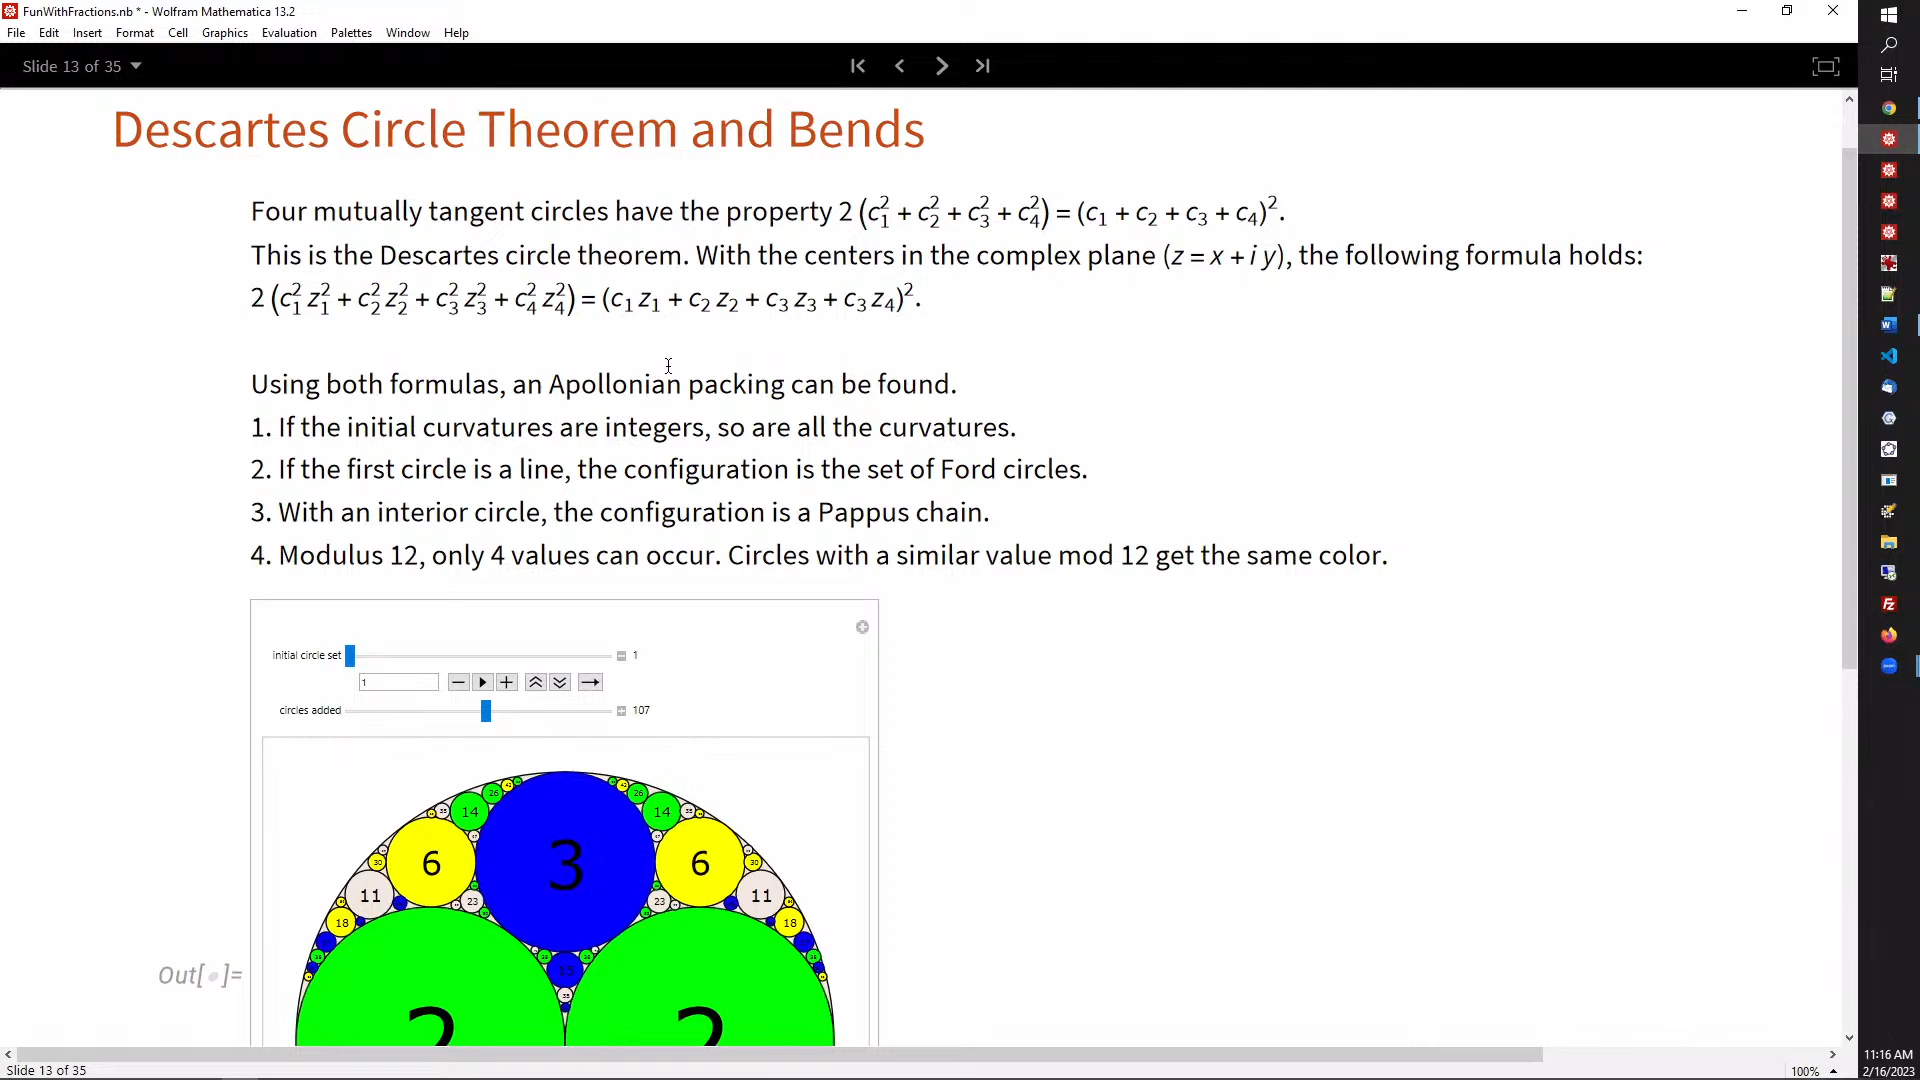 FunWithFractions.nb * - Wolfram Mathematica 13.2
File Edit Insert Format Cell Graphics Evaluation Palettes Window Help
Slide 13 of 35
Descartes Circle Theorem and Bends
Four mutually tangent circles have the property 2 (c₁² + c₂² + c₃² + c₄²) = (c₁ + c₂ + c₃ + c₄)².
This is the Descartes circle theorem. With the centers in the complex plane (z = x + i y), the following formula holds:
2 (c₁² z₁² + c₂² z₂² + c₃² z₃² + c₄² z₄²) = (c₁ z₁ + c₂ z₂ + c₃ z₃ + c₃ z₄)².
Using both formulas, an Apollonian packing can be found.
1. If the initial curvatures are integers, so are all the curvatures.
2. If the first circle is a line, the configuration is the set of Ford circles.
3. With an interior circle, the configuration is a Pappus chain.
4. Modulus 12, only 4 values can occur. Circles with a similar value mod 12 get the same color.
initial circle set 1
1
circles added 107
26 26
14 35 14 35
3
6 6
30 30
11 11
23 23
18 18
15
35
Out[ ]=
2 2
Slide 13 of 35
100%
11:16 AM
2/16/2023